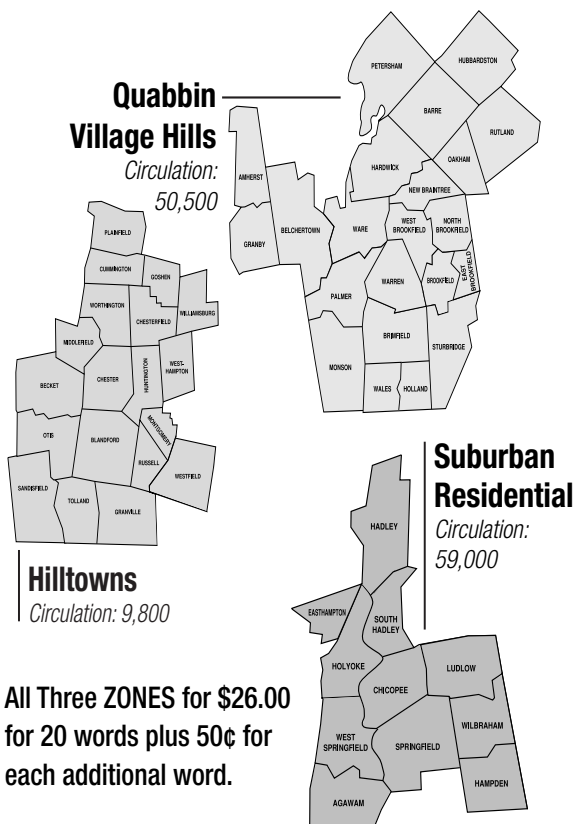 Quabbin
Village Hills
Circulation:
50,500
PETERSHAM
HUBBARDSTON
BARRE
RUTLAND
HARDWICK
OAKHAM
NEW BRAINTREE
AMHERST
GRANBY
BELCHERTOWN
WARE
WEST
BROOKFIELD
NORTH
BROOKFIELD
EAST
BROOKFIELD
BROOKFIELD
WARREN
PALMER
BRIMFIELD
STURBRIDGE
MONSON
WALES
HOLLAND
PLAINFIELD
CUMMINGTON
GOSHEN
WORTHINGTON
CHESTERFIELD
WILLIAMSBURG
MIDDLEFIELD
BECKET
CHESTER
HUNTINGTON
WEST-
HAMPTON
OTIS
BLANDFORD
MONTGOMERY
RUSSELL
WESTFIELD
SANDISFIELD
TOLLAND
GRANVILLE
Hilltowns
Circulation: 9,800
Suburban
Residential
Circulation:
59,000
HADLEY
EASTHAMPTON
SOUTH
HADLEY
HOLYOKE
CHICOPEE
LUDLOW
WEST
SPRINGFIELD
SPRINGFIELD
WILBRAHAM
HAMPDEN
AGAWAM
All Three ZONES for $26.00
for 20 words plus 50¢ for
each additional word.